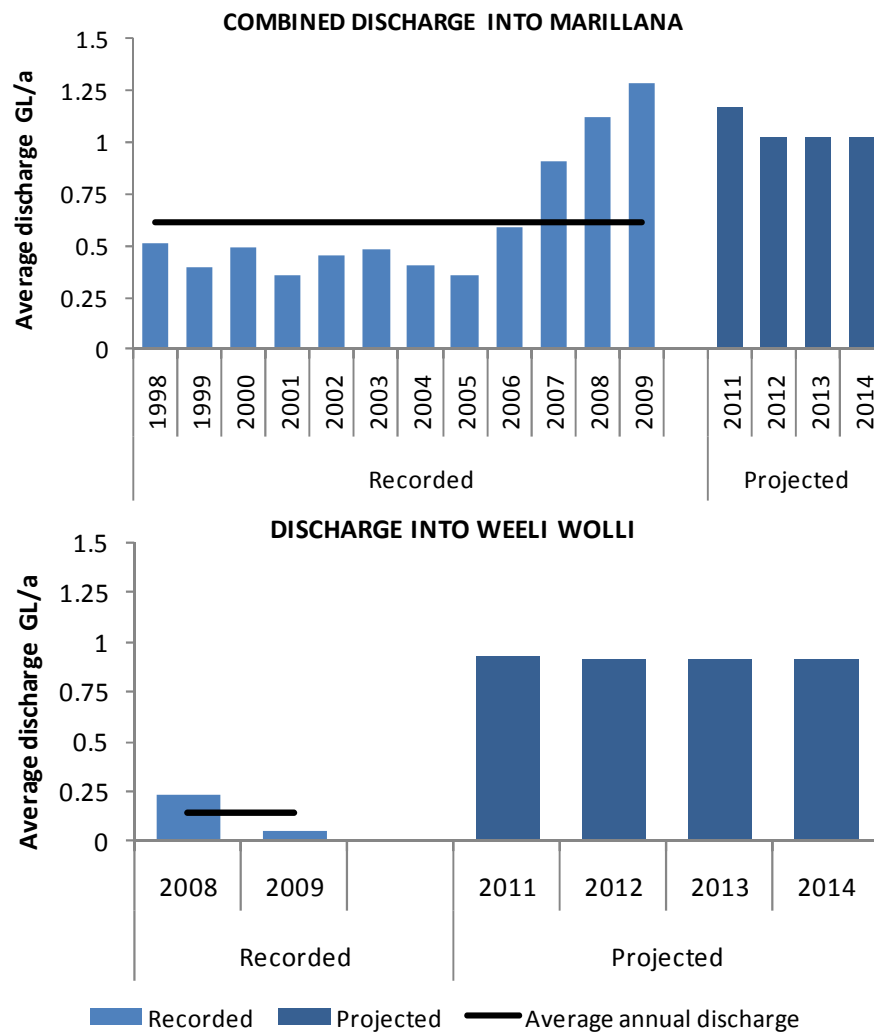 COMBINED DISCHARGE INTO MARILLANA
Average discharge GL/a
1.5
1.25
1
0.75
0.5
0.25
0
1998 1999 2000 2001 2002 2003 2004 2005 2006 2007 2008 2009 2011 2012 2013 2014
Recorded Projected
DISCHARGE INTO WEELI WOLLI
Average discharge GL/a
1.5
1.25
1
0.75
0.5
0.25
0
2008 2009 2011 2012 2013 2014
Recorded Projected
Recorded Projected Average annual discharge